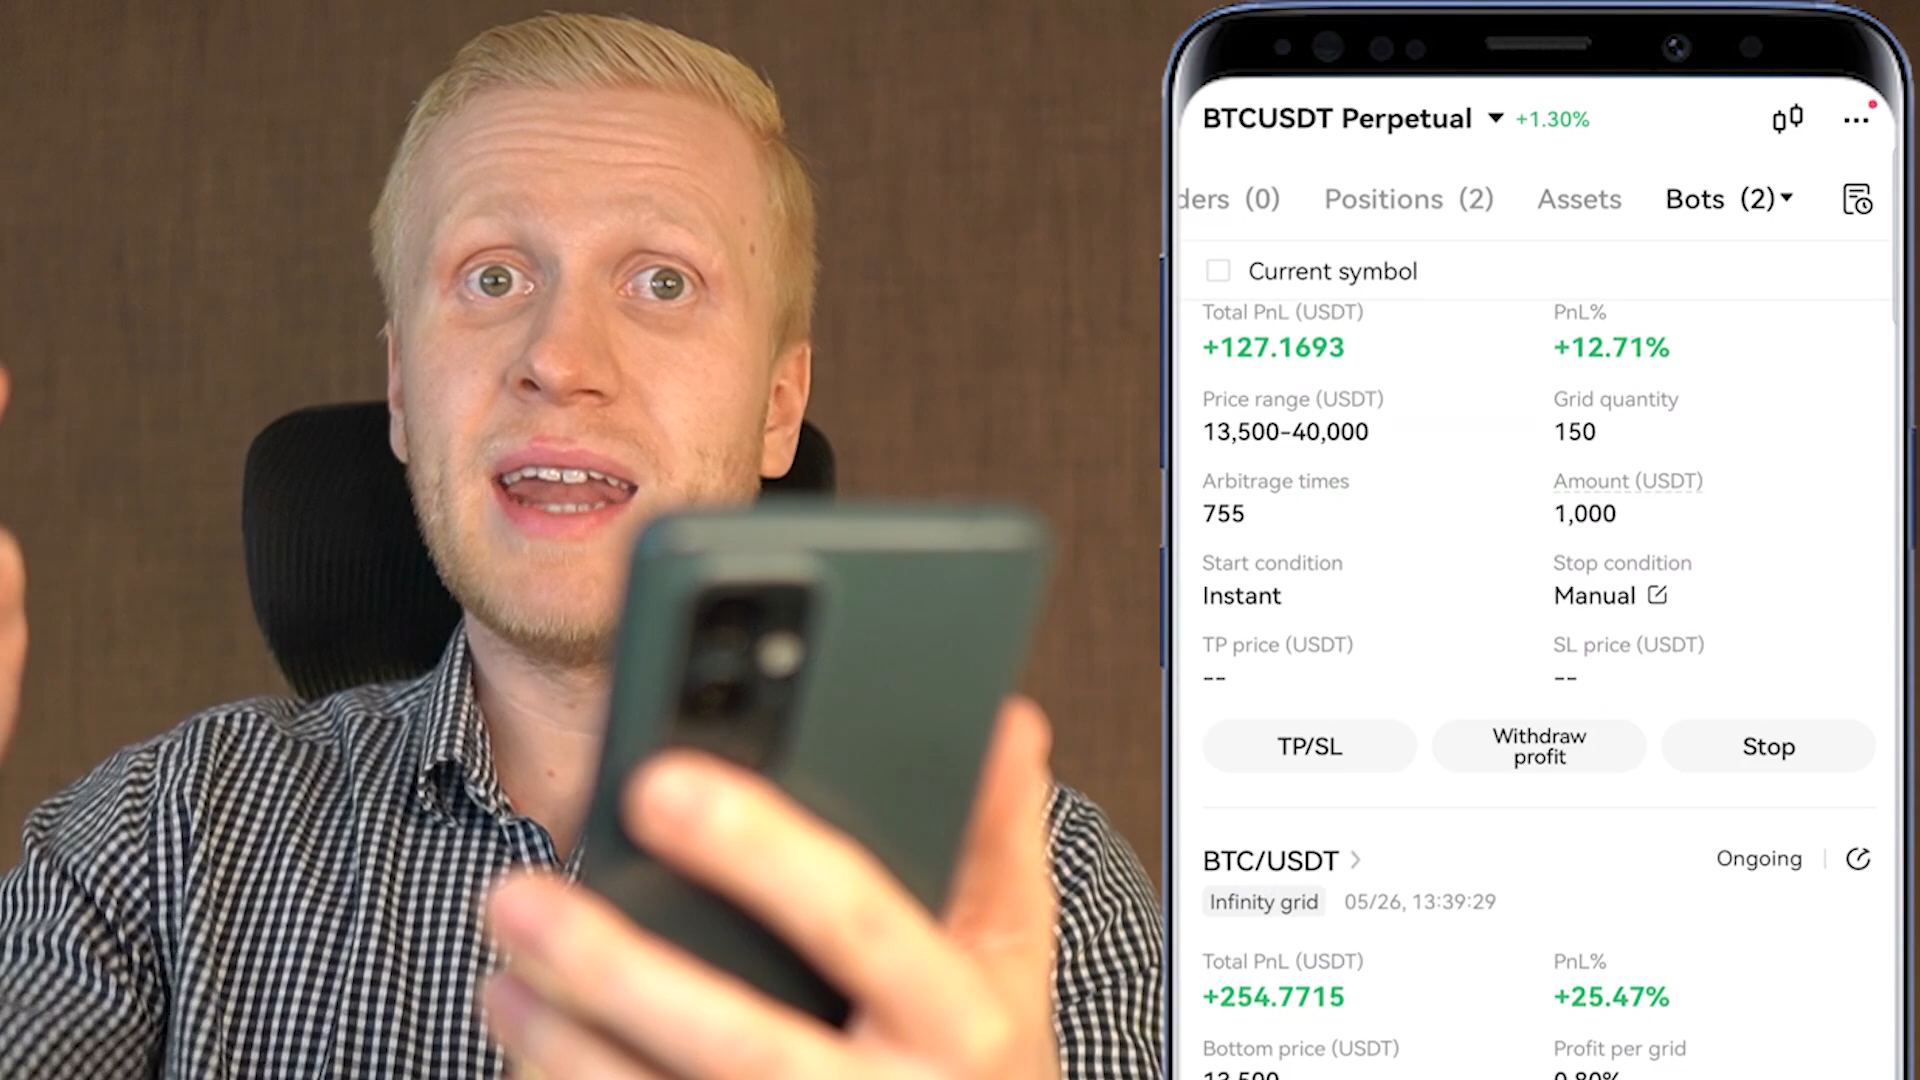 BTCUSDT Perpetual +1.30%
ders (0) Positions (2) Assets Bots (2)
Current symbol
Total PnL (USDT) PnL%
+127.1693 +12.71%
Price range (USDT) Grid quantity
13,500-40,000 150
Arbitrage times Amount (USDT)
755 1,000
Start condition Stop condition
Instant Manual
TP price (USDT) SL price (USDT)
-- --
TP/SL Withdraw profit Stop
BTC/USDT Ongoing
Infinity grid 05/26, 13:39:29
Total PnL (USDT) PnL%
+254.7715 +25.47%
Bottom price (USDT) Profit per grid
13,500 0.80%